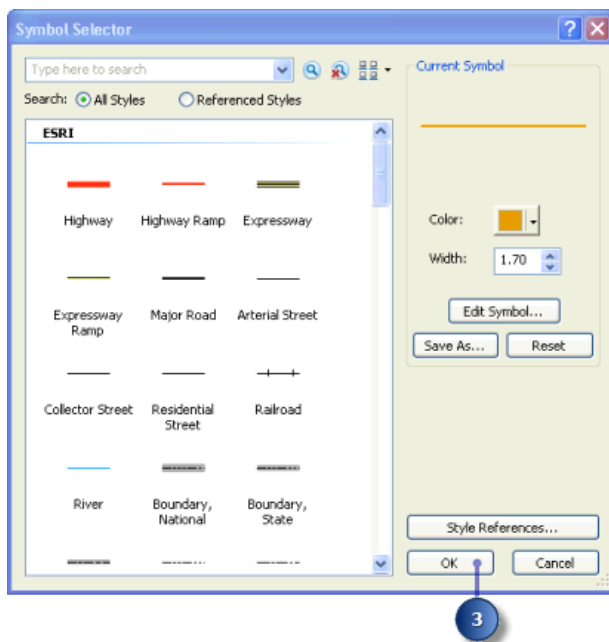 Symbol Selector
Type here to search
Search: All Styles Referenced Styles
ESRI
Highway Highway Ramp Expressway
Expressway Ramp Major Road Arterial Street
Collector Street Residential Street Railroad
River Boundary, National Boundary, State
Current Symbol
Color:
Width: 1.70
Edit Symbol...
Save As... Reset
Style References...
OK Cancel
3